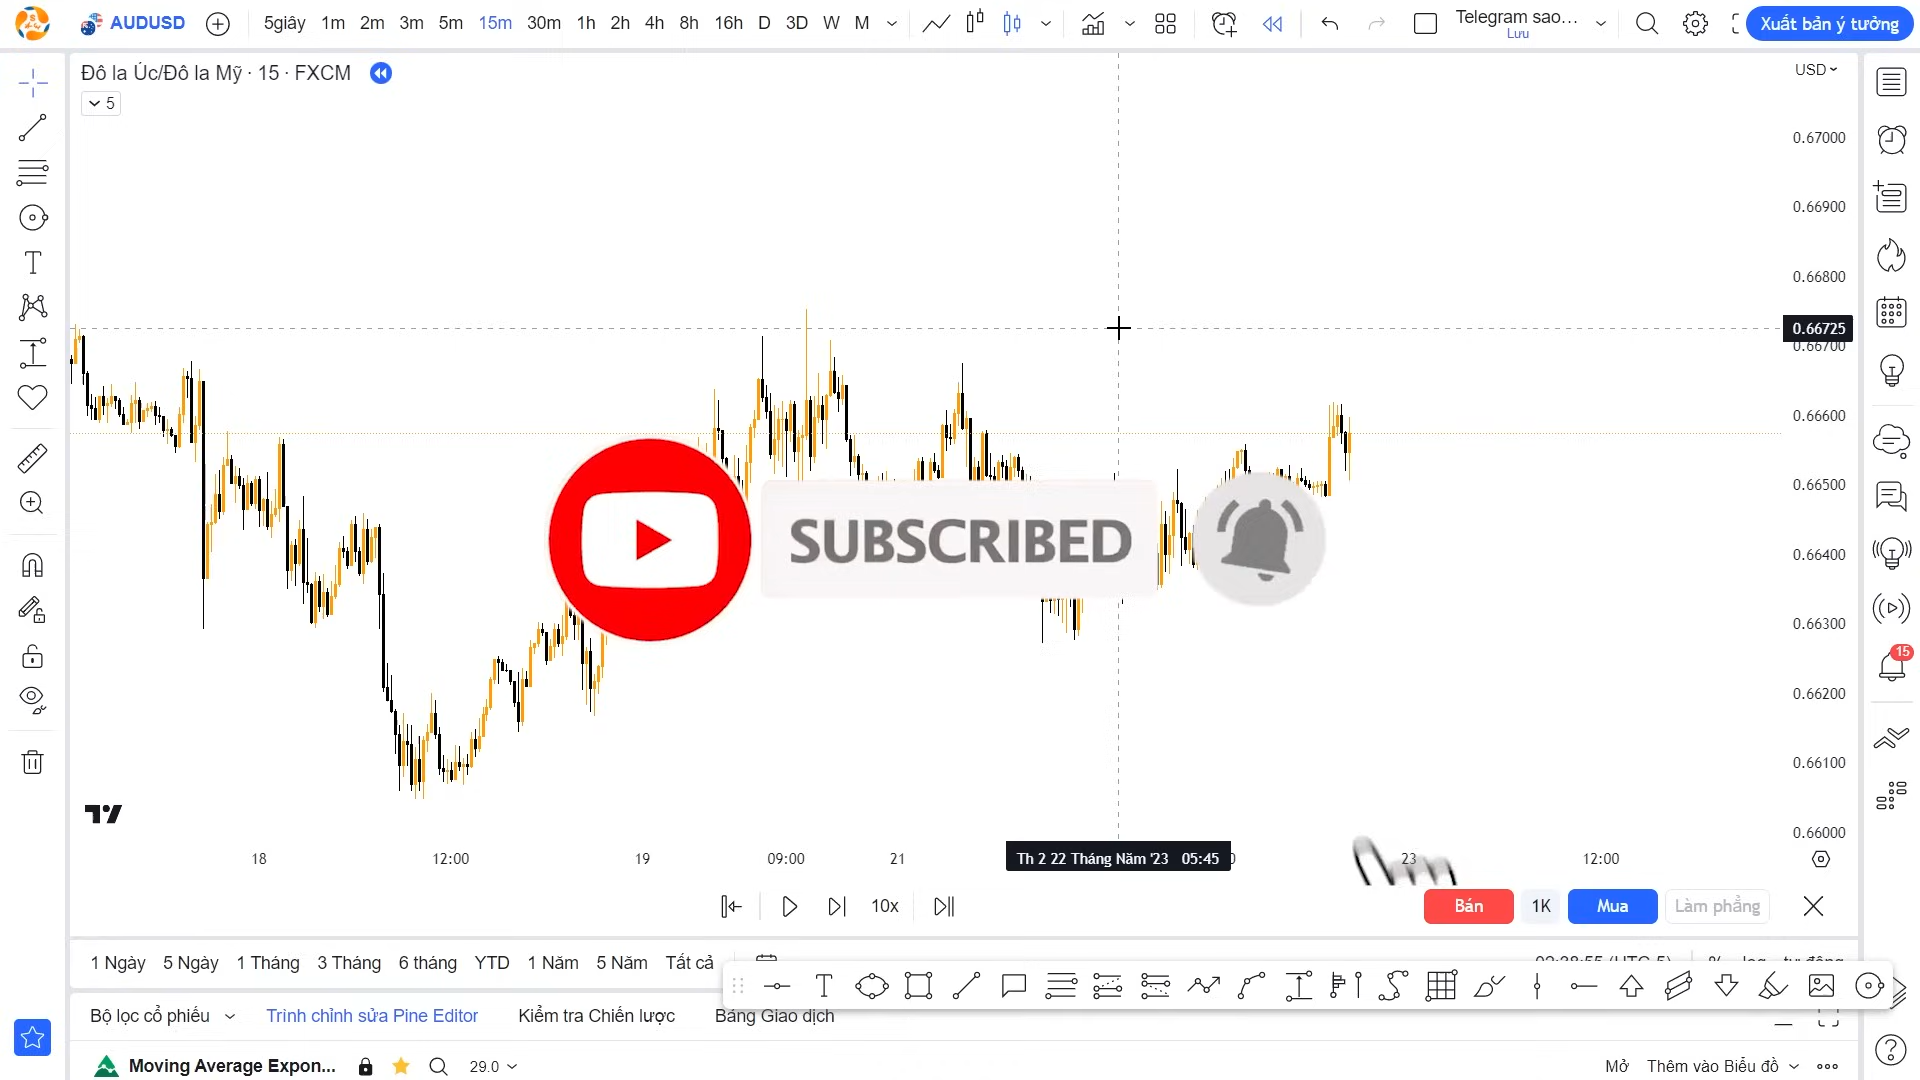 AUDUSD
5giây 1m 2m 3m 5m 15m 30m 1h 2h 4h 8h 16h D 3D W M
Telegram sao...
Lưu
Xuất bản ý tưởng
Đô la Úc/Đô la Mỹ · 15 · FXCM
USD
5
0.67000
0.66900
0.66800
0.66725
0.66700
0.66600
0.66500
0.66400
0.66300
0.66200
0.66100
0.66000
SUBSCRIBED
15
18 12:00 19 09:00 21 Th 2 22 Tháng Năm '23 05:45 23 12:00
10x
Bán 1K Mua Làm phẳng
1 Ngày 5 Ngày 1 Tháng 3 Tháng 6 tháng YTD 1 Năm 5 Năm Tất cả
Bộ lọc cổ phiếu Trình chỉnh sửa Pine Editor Kiểm tra Chiến lược Bảng Giao dịch
Moving Average Expon... 29.0 Mở Thêm vào Biểu đồ